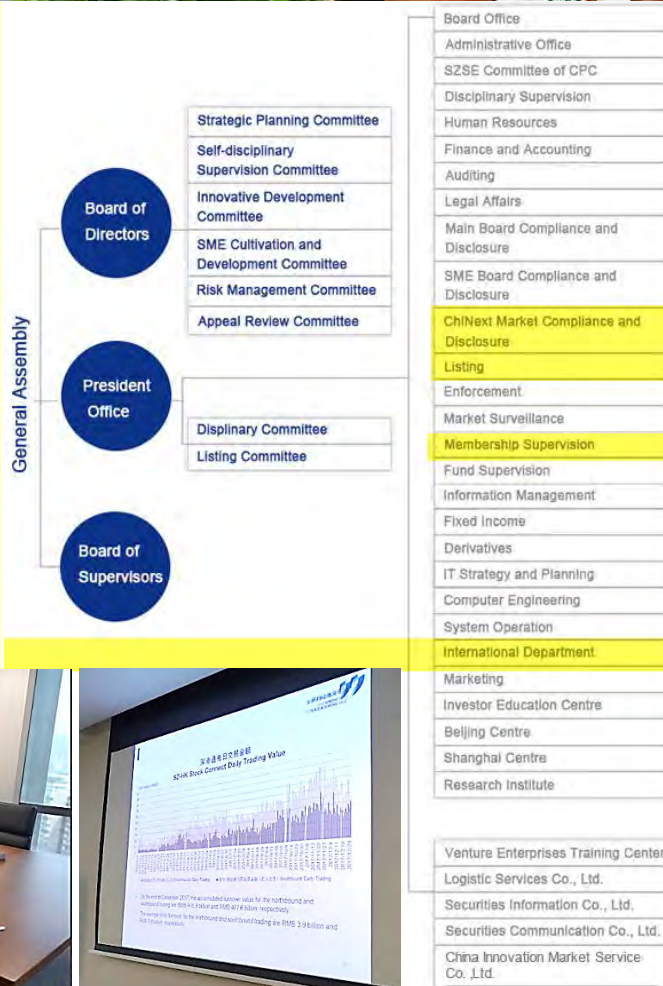 General Assembly
Board of
Directors
Strategic Planning Committee
Self-disciplinary
Supervision Committee
Innovative Development
Committee
SME Cultivation and
Development Committee
Risk Management Committee
Appeal Review Committee
President
Office
Displinary Committee
Listing Committee
Board of
Supervisors
Board Office
Administrative Office
SZSE Committee of CPC
Disciplinary Supervision
Human Resources
Finance and Accounting
Auditing
Legal Affairs
Main Board Compliance and
Disclosure
SME Board Compliance and
Disclosure
ChiNext Market Compliance and
Disclosure
Listing
Enforcement
Market Surveillance
Membership Supervision
Fund Supervision
Information Management
Fixed Income
Derivatives
IT Strategy and Planning
Computer Engineering
System Operation
International Department
Marketing
Investor Education Centre
Beijing Centre
Shanghai Centre
Research Institute
Venture Enterprises Training Center
Logistic Services Co., Ltd.
Securities Information Co., Ltd.
Securities Communication Co., Ltd.
China Innovation Market Service
Co. ,Ltd.
SZ-HK Stock Connect Daily Trading Value